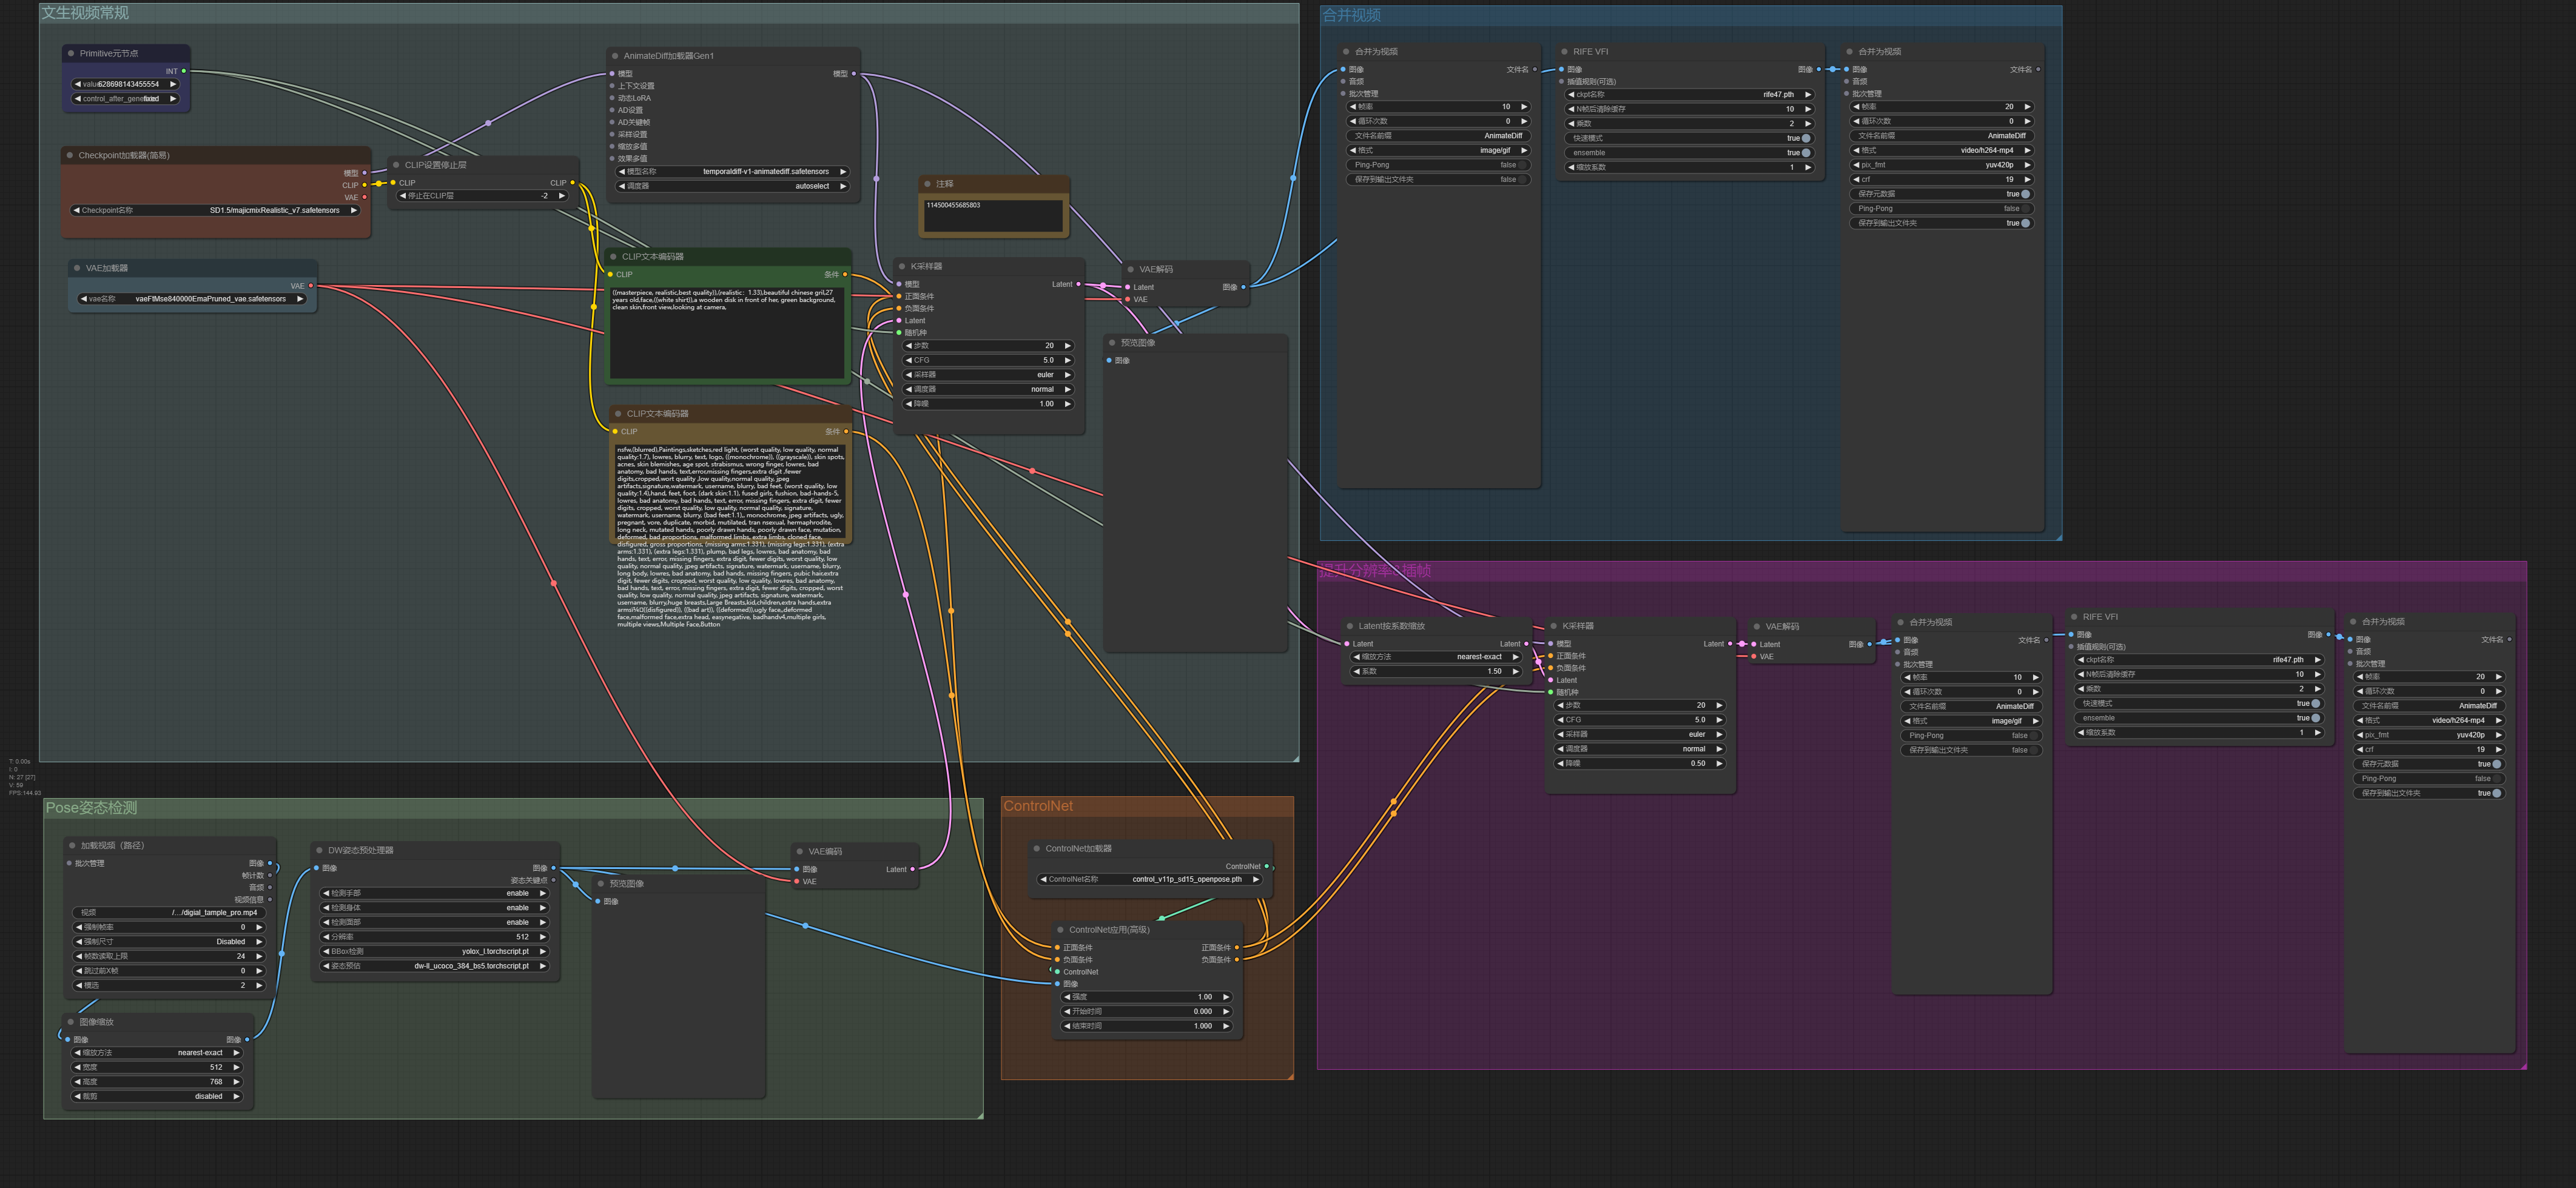 文生视频常规
Primitive元节点
INT
value 628698143455554
control_after_generate fixed
Checkpoint加载器(简易)
模型
CLIP
VAE
Checkpoint名称 SD1.5/majicmixRealistic_v7.safetensors
VAE加载器
VAE
vae名称 vaeFtMse840000EmaPruned_vae.safetensors
CLIP设置停止层
CLIP CLIP
停止在CLIP层 -2
AnimateDiff加载器Gen1
模型 模型
上下文设置
动态LoRA
AD设置
AD关键帧
采样设置
缩放多值
效果多值
模型名称 temporaldiff-v1-animatediff.safetensors
调度器 autoselect
注释
114500455685803
CLIP文本编码器
CLIP 条件
((masterpiece, realistic,best quality)),(realistic：1.33),beautiful chinese gril,27
years old,face,((white shirt)),a wooden disk in front of her, green background,
clean skin,front view,looking at camera,
CLIP文本编码器
CLIP 条件
nsfw,(blurred),Paintings,sketches,red light, (worst quality, low quality, normal
quality:1.7), lowres, blurry, text, logo, ((monochrome)), ((grayscale)), skin spots,
acnes, skin blemishes, age spot, strabismus, wrong finger, lowres, bad
anatomy, bad hands, text,error,missing fingers,extra digit ,fewer
digits,cropped,wort quality ,low quality,normal quality, jpeg
artifacts,signature,watermark, username, blurry, bad feet, (worst quality, low
quality:1.4),hand, feet, foot, (dark skin:1.1), fused girls, fushion, bad-hands-5,
lowres, bad anatomy, bad hands, text, error, missing fingers, extra digit, fewer
digits, cropped, worst quality, low quality, normal quality, signature,
watermark, username, blurry, (bad feet:1.1),, monochrome, jpeg artifacts, ugly,
pregnant, vore, duplicate, morbid, mutilated, tran nsexual, hermaphrodite,
long neck, mutated hands, poorly drawn hands, poorly drawn face, mutation,
deformed, bad proportions, malformed limbs, extra limbs, cloned face,
disfigured, gross proportions, (missing arms:1.331), (missing legs:1.331), (extra
arms:1.331), (extra legs:1.331), plump, bad legs, lowres, bad anatomy, bad
hands, text, error, missing fingers, extra digit, fewer digits, worst quality, low
quality, normal quality, jpeg artifacts, signature, watermark, username, blurry,
long body, lowres, bad anatomy, bad hands, missing fingers, pubic hair,extra
digit, fewer digits, cropped, worst quality, low quality, lowres, bad anatomy,
bad hands, text, error, missing fingers, extra digit, fewer digits, cropped, worst
quality, low quality, normal quality, jpeg artifacts, signature, watermark,
username, blurry,huge breasts,Large Breasts,kid,children,extra hands,extra
((disfigured)), ((bad art)), ((deformed)),ugly face,,deformed
face,malformed face,extra head, easynegative, badhandv4,multiple girls,
multiple views,Multiple Face,Button
K采样器
模型 Latent
正面条件
负面条件
Latent
随机种
步数 20
CFG 5.0
采样器 euler
调度器 normal
降噪 1.00
VAE解码
Latent 图像
VAE
预览图像
图像
合并视频
合并为视频
图像 文件名
音频
批次管理
帧率 10
循环次数 0
文件名前缀 AnimateDiff
格式 image/gif
Ping-Pong false
保存到输出文件夹 false
RIFE VFI
图像 图像
插值规则(可选)
ckpt名称 rife47.pth
N帧后清除缓存 10
乘数 2
快速模式 true
ensemble true
缩放系数 1
合并为视频
图像 文件名
音频
批次管理
帧率 20
循环次数 0
文件名前缀 AnimateDiff
格式 video/h264-mp4
pix_fmt yuv420p
crf 19
保存元数据 true
Ping-Pong false
保存到输出文件夹 true
提升分辨率&插帧
Latent按系数缩放
Latent Latent
缩放方法 nearest-exact
系数 1.50
K采样器
模型 Latent
正面条件
负面条件
Latent
随机种
步数 20
CFG 5.0
采样器 euler
调度器 normal
降噪 0.50
VAE解码
Latent 图像
VAE
合并为视频
图像 文件名
音频
批次管理
帧率 10
循环次数 0
文件名前缀 AnimateDiff
格式 image/gif
Ping-Pong false
保存到输出文件夹 false
RIFE VFI
图像 图像
插值规则(可选)
ckpt名称 rife47.pth
N帧后清除缓存 10
乘数 2
快速模式 true
ensemble true
缩放系数 1
合并为视频
图像 文件名
音频
批次管理
帧率 20
循环次数 0
文件名前缀 AnimateDiff
格式 video/h264-mp4
pix_fmt yuv420p
crf 19
保存元数据 true
Ping-Pong false
保存到输出文件夹 true
T: 0.00s
I: 0
N: 27 [27]
V: 59
FPS:144.93
Pose姿态检测
加载视频（路径）
批次管理 图像
帧计数
音频
视频信息
视频 /.../digial_tample_pro.mp4
强制帧率 0
强制尺寸 Disabled
帧数读取上限 24
跳过前X帧 0
横选 2
图像缩放
图像 图像
缩放方法 nearest-exact
宽度 512
高度 768
裁剪 disabled
DW姿态预处理器
图像 图像
姿态关键点
检测手部 enable
检测身体 enable
检测面部 enable
分辨率 512
BBox检测 yolox_l.torchscript.pt
姿态预估 dw-ll_ucoco_384_bs5.torchscript.pt
预览图像
图像
VAE编码
图像 Latent
VAE
ControlNet
ControlNet加载器
ControlNet
ControlNet名称 control_v11p_sd15_openpose.pth
ControlNet应用(高级)
正面条件 正面条件
负面条件 负面条件
ControlNet
图像
强度 1.00
开始时间 0.000
结束时间 1.000